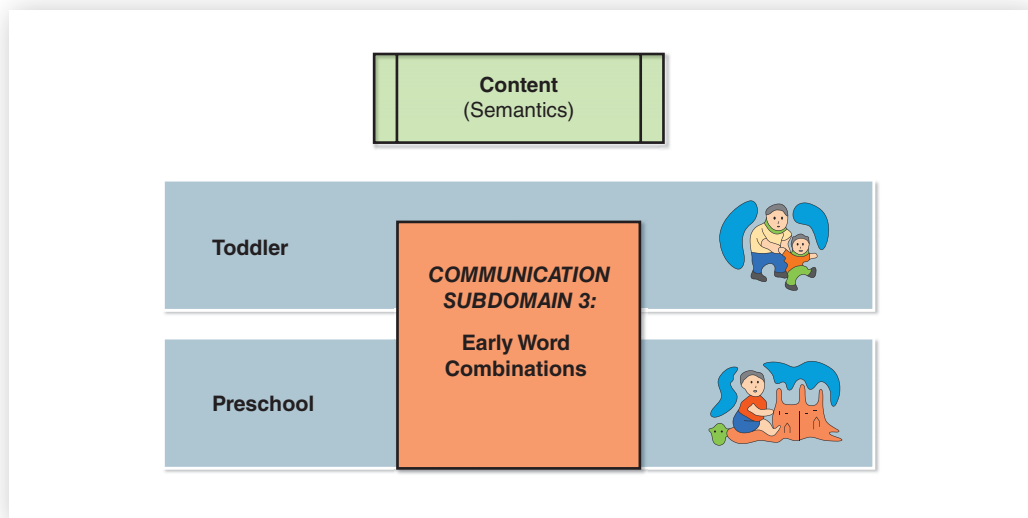 Content
(Semantics)
Toddler
COMMUNICATION
SUBDOMAIN 3:
Early Word
Combinations
Preschool